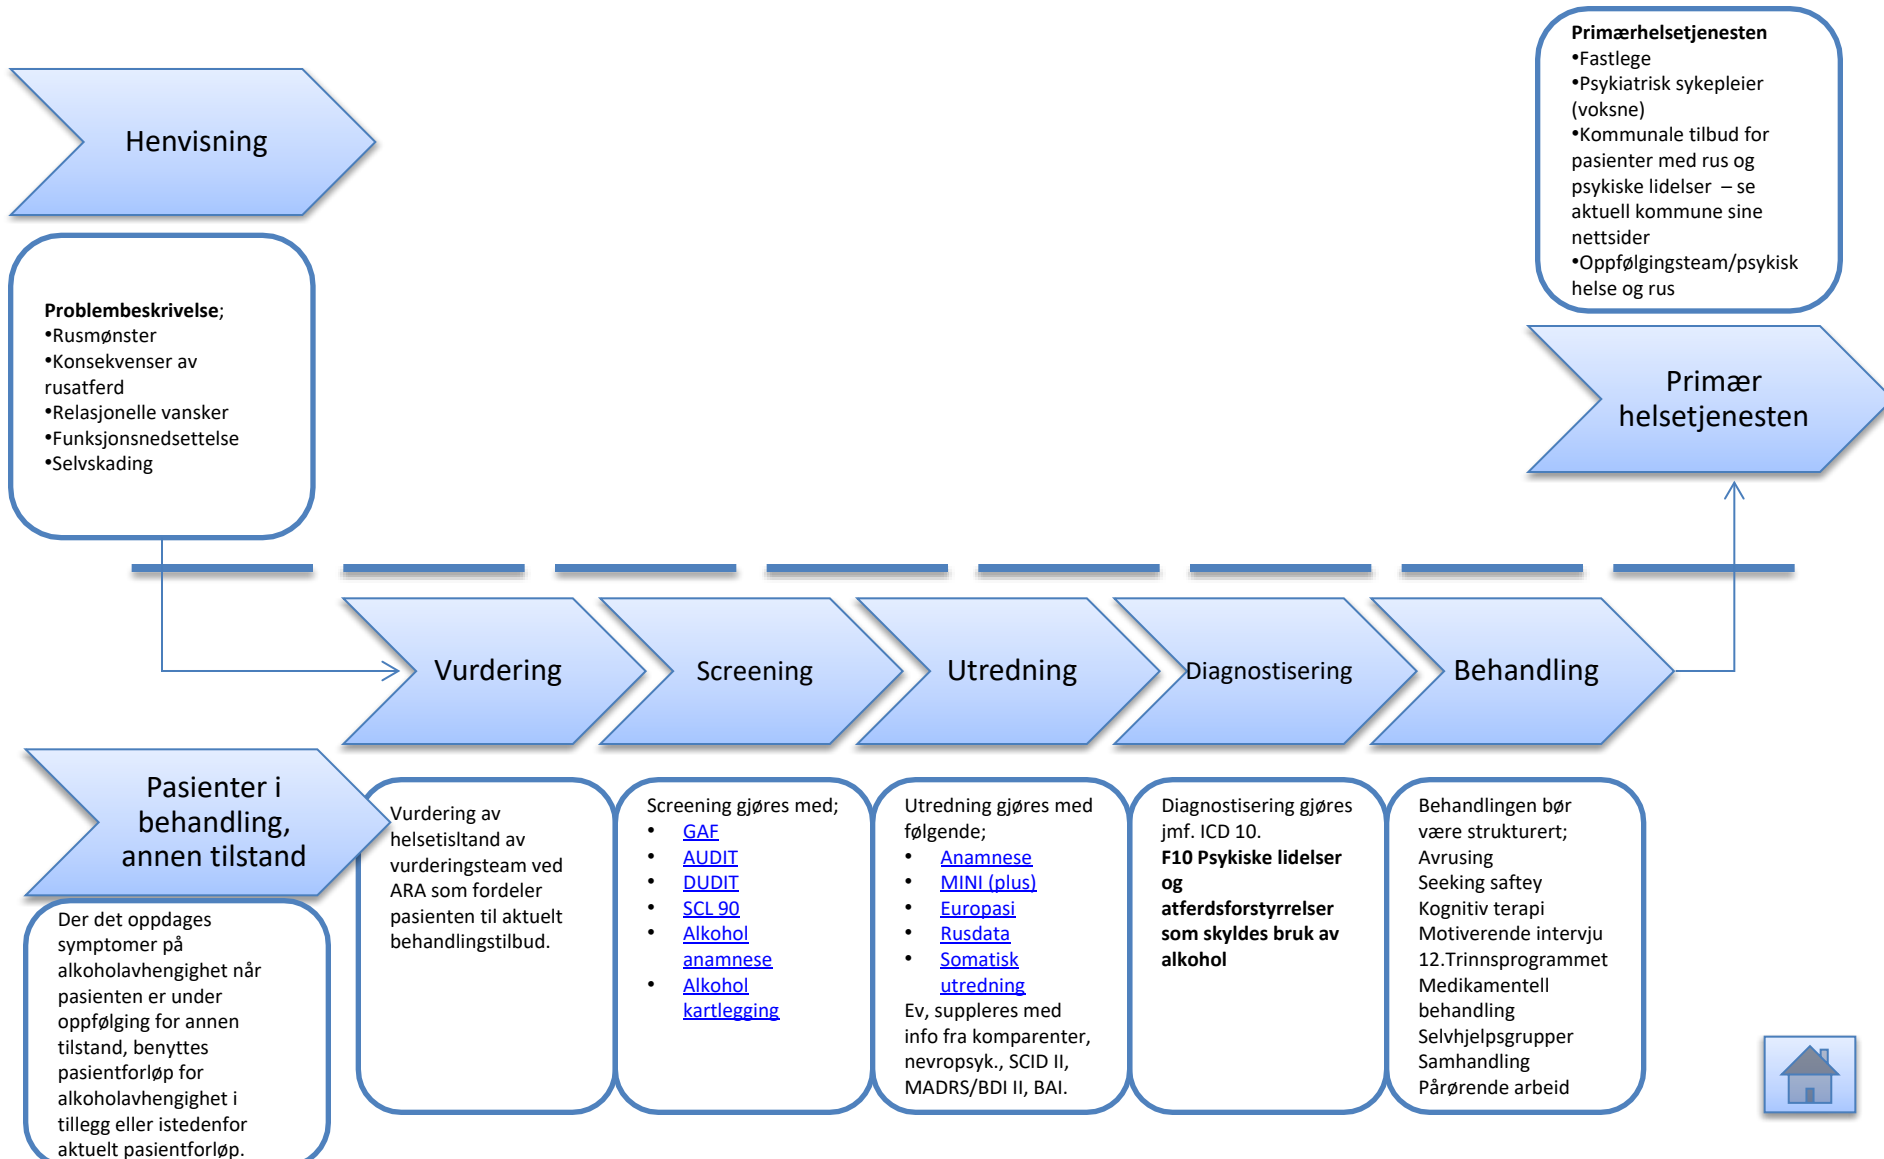 Henvisning
Problembeskrivelse;
•Rusmønster
•Konsekvenser av
rusatferd
•Relasjonelle vansker
•Funksjonsnedsettelse
•Selvskading
Primærhelsetjenesten
•Fastlege
•Psykiatrisk sykepleier
(voksne)
•Kommunale tilbud for
pasienter med rus og
psykiske lidelser – se
aktuell kommune sine
nettsider
•Oppfølgingsteam/psykisk
helse og rus
Primær
helsetjenesten
Vurdering
Screening
Utredning
Diagnostisering
Behandling
Pasienter i
behandling,
annen tilstand
Der det oppdages
symptomer på
alkoholavhengighet når
pasienten er under
oppfølging for annen
tilstand, benyttes
pasientforløp for
alkoholavhengighet i
tillegg eller istedenfor
aktuelt pasientforløp.
Vurdering av
helsetisltand av
vurderingsteam ved
ARA som fordeler
pasienten til aktuelt
behandlingstilbud.
Screening gjøres med;
• GAF
• AUDIT
• DUDIT
• SCL 90
• Alkohol
anamnese
• Alkohol
kartlegging
Utredning gjøres med
følgende;
• Anamnese
• MINI (plus)
• Europasi
• Rusdata
• Somatisk
utredning
Ev, suppleres med
info fra komparenter,
nevropsyk., SCID II,
MADRS/BDI II, BAI.
Diagnostisering gjøres
jmf. ICD 10.
F10 Psykiske lidelser
og
atferdsforstyrrelser
som skyldes bruk av
alkohol
Behandlingen bør
være strukturert;
Avrusing
Seeking saftey
Kognitiv terapi
Motiverende intervju
12.Trinnsprogrammet
Medikamentell
behandling
Selvhjelpsgrupper
Samhandling
Pårørende arbeid